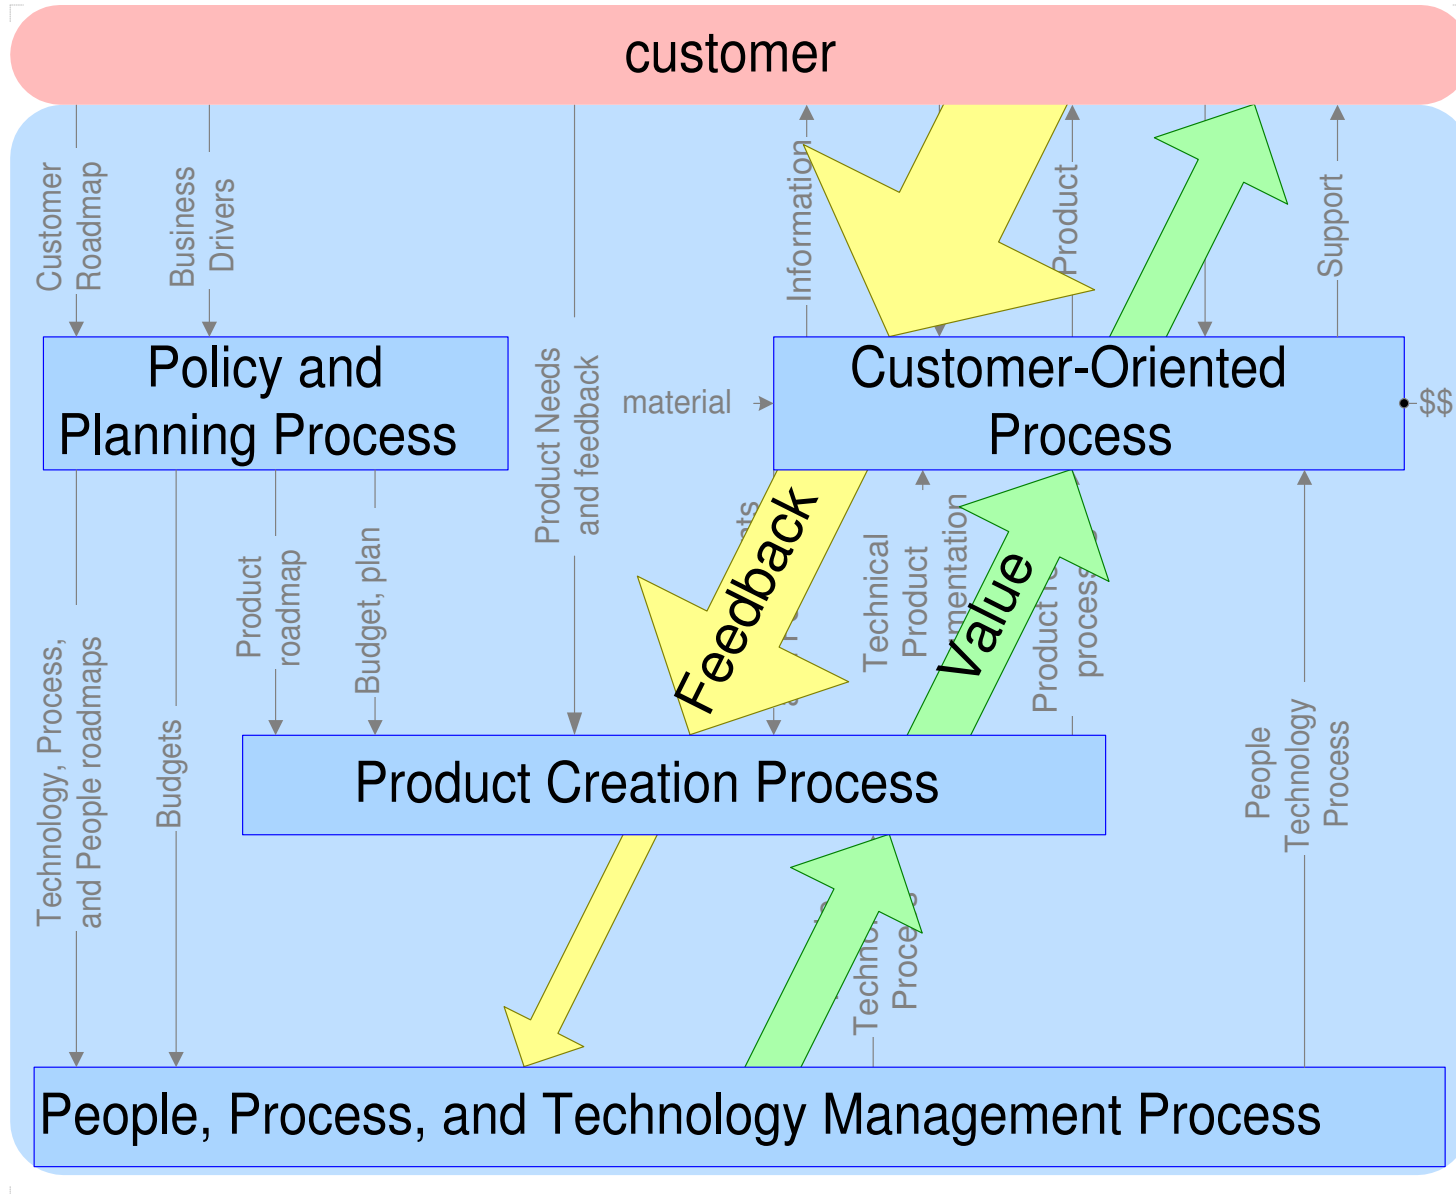 customer
Customer
Roadmap
Business
Drivers
Information
Product
Support
Policy and
Planning Process
Product Needs
and feedback
material
Customer-Oriented
Process
$$
Feedback
Technical
Product
Value
Product
process
Product
roadmap
Budget, plan
Technology, Process,
and People roadmaps
Budgets
People
Technology
Process
Product Creation Process
People, Process, and Technology Management Process